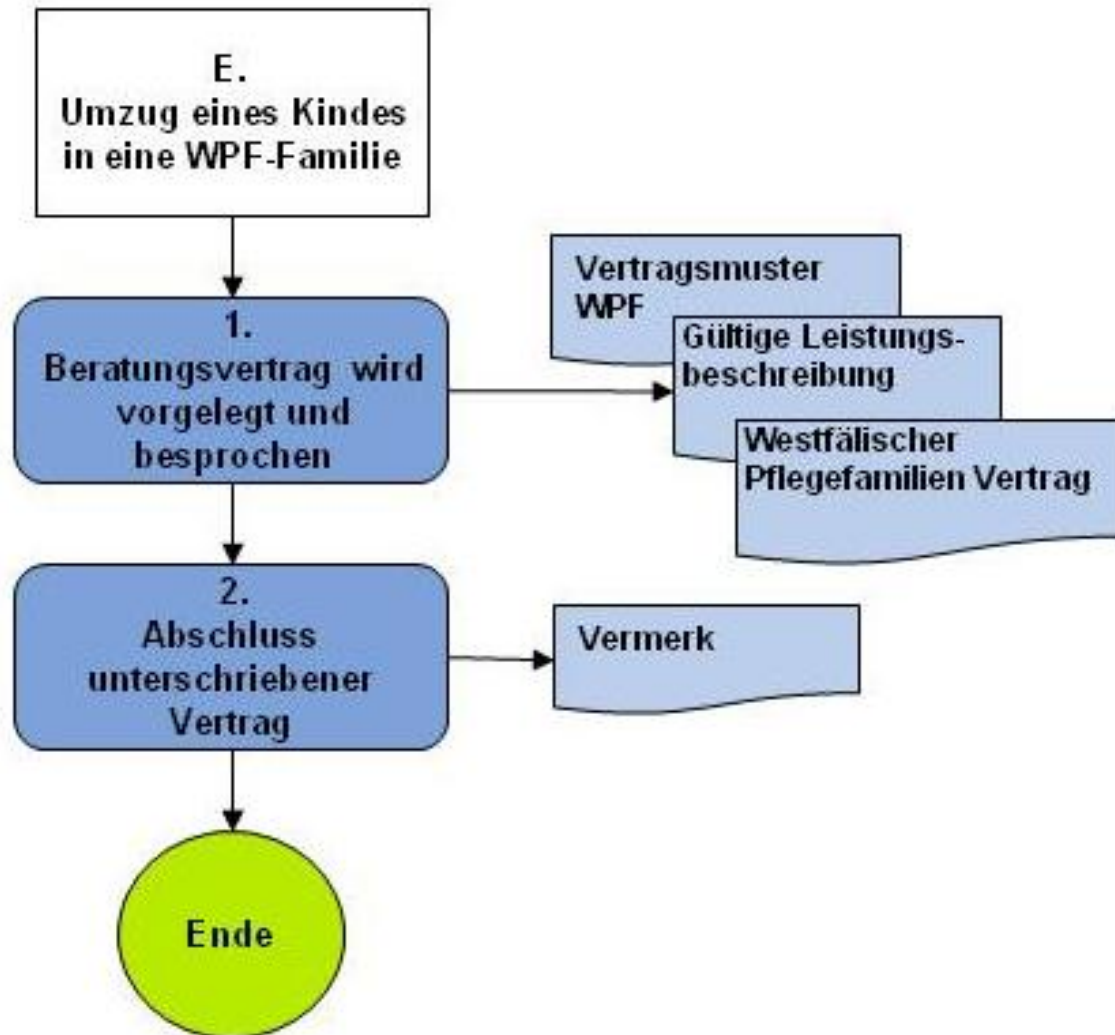 E.
Umzug eines Kindes
in eine WPF-Familie
1.
Beratungsvertrag wird
vorgelegt und
besprochen
Vertragsmuster
WPF
Gültige Leistungs-
beschreibung
Westfälischer
Pflegefamilien Vertrag
2.
Abschluss
unterschriebener
Vertrag
Vermerk
Ende